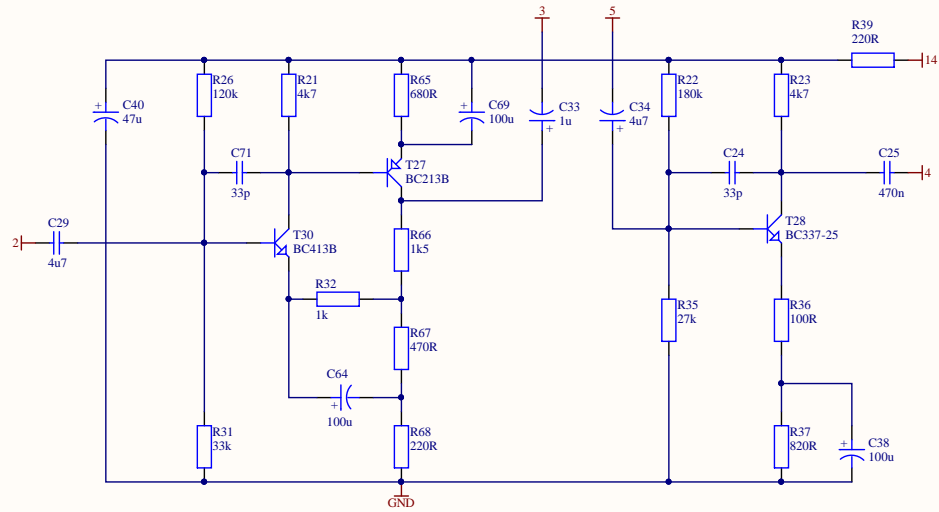 3
5
R39
220R
14
R26
120k
R21
4k7
R65
680R
C69
100u
C40
47u
+
+
C33
1u
+
C34
4u7
+
R22
180k
R23
4k7
C71
33p
T27
BC213B
C24
33p
C25
470n
4
C29
4u7
2
T30
BC413B
R66
1k5
T28
BC337-25
R32
1k
R67
470R
R35
27k
R36
100R
C64
+
100u
R31
33k
R68
220R
R37
820R
+
C38
100u
GND